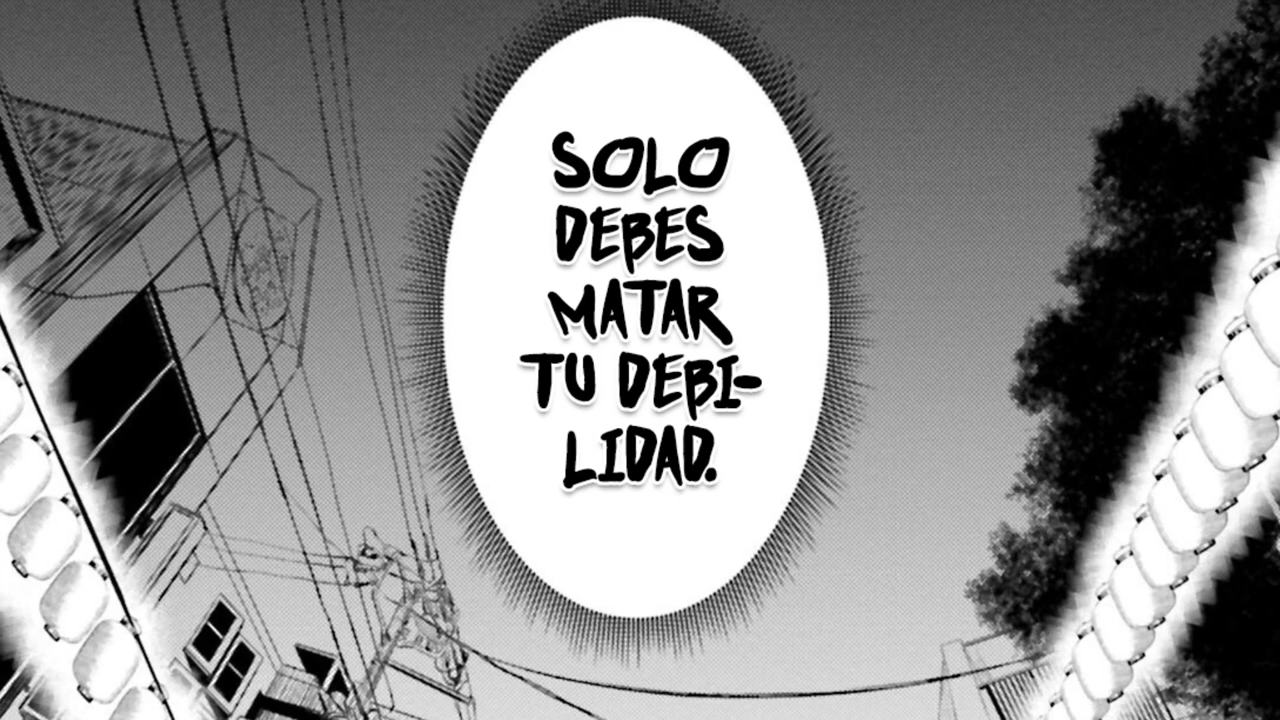 SOLO
DEBES
MATAR
TU DEBI-
LIDAD.